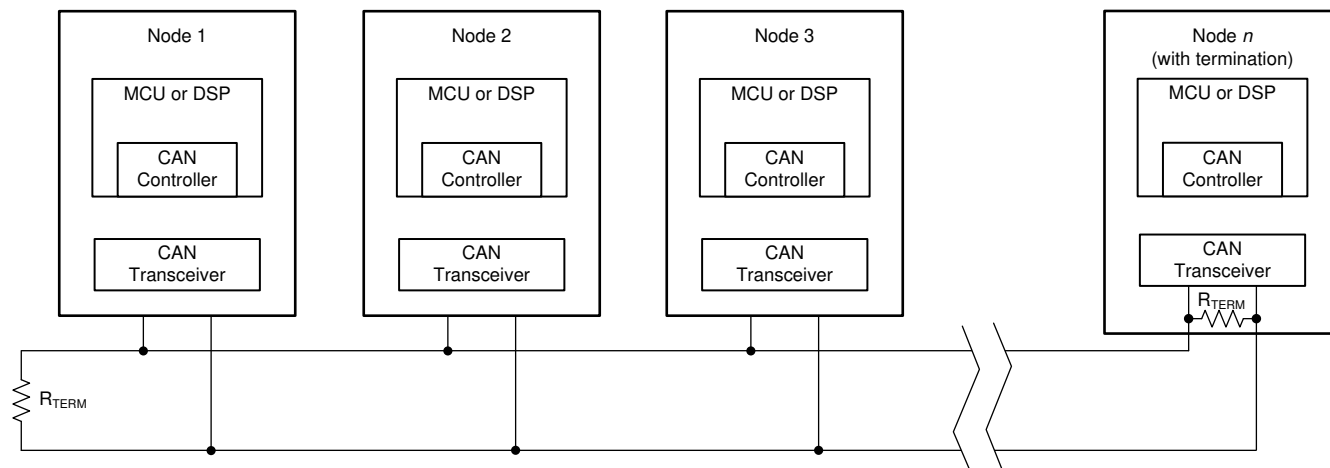 Node 1
MCU or DSP
CAN
Controller
CAN
Transceiver
Node 2
MCU or DSP
CAN
Controller
CAN
Transceiver
Node 3
MCU or DSP
CAN
Controller
CAN
Transceiver
Node n
(with termination)
MCU or DSP
CAN
Controller
CAN
Transceiver
RTERM
RTERM